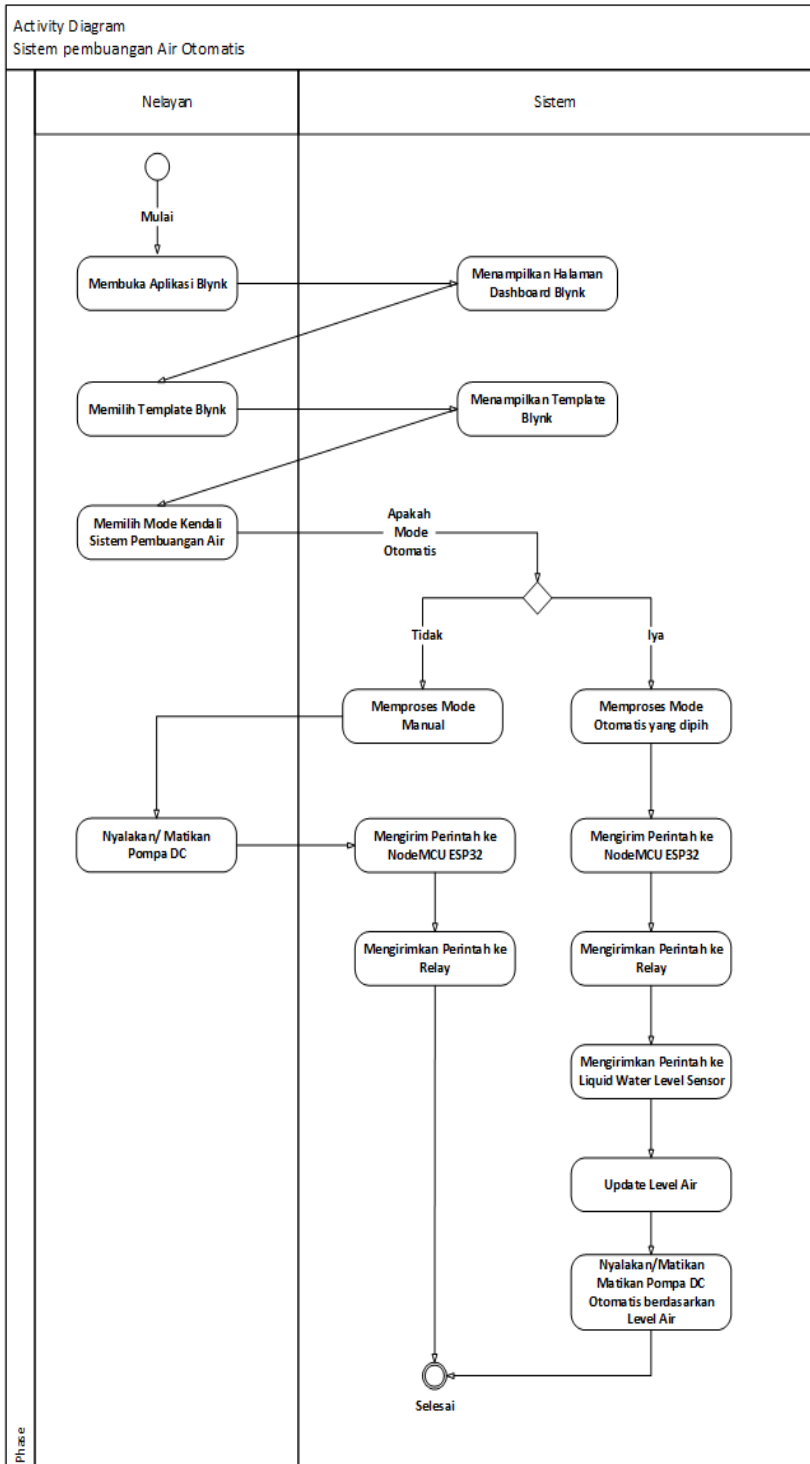 Activity Diagram
Sistem pembuangan Air Otomatis
Nelayan
Sistem
Mulai
Membuka Aplikasi Blynk
Menampilkan Halaman
Dashboard Blynk
Memilih Template Blynk
Menampilkan Template
Blynk
Memilih Mode Kendali
Sistem Pembuangan Air
Apakah
Mode
Otomatis
Tidak
Iya
Memproses Mode
Manual
Memproses Mode
Otomatis yang dipih
Nyalakan/ Matikan
Pompa DC
Mengirim Perintah ke
NodeMCU ESP32
Mengirim Perintah ke
NodeMCU ESP32
Mengirimkan Perintah ke
Relay
Mengirimkan Perintah ke
Relay
Mengirimkan Perintah ke
Liquid Water Level Sensor
Update Level Air
Nyalakan/Matikan
Matikan Pompa DC
Otomatis berdasarkan
Level Air
Selesai
Phase